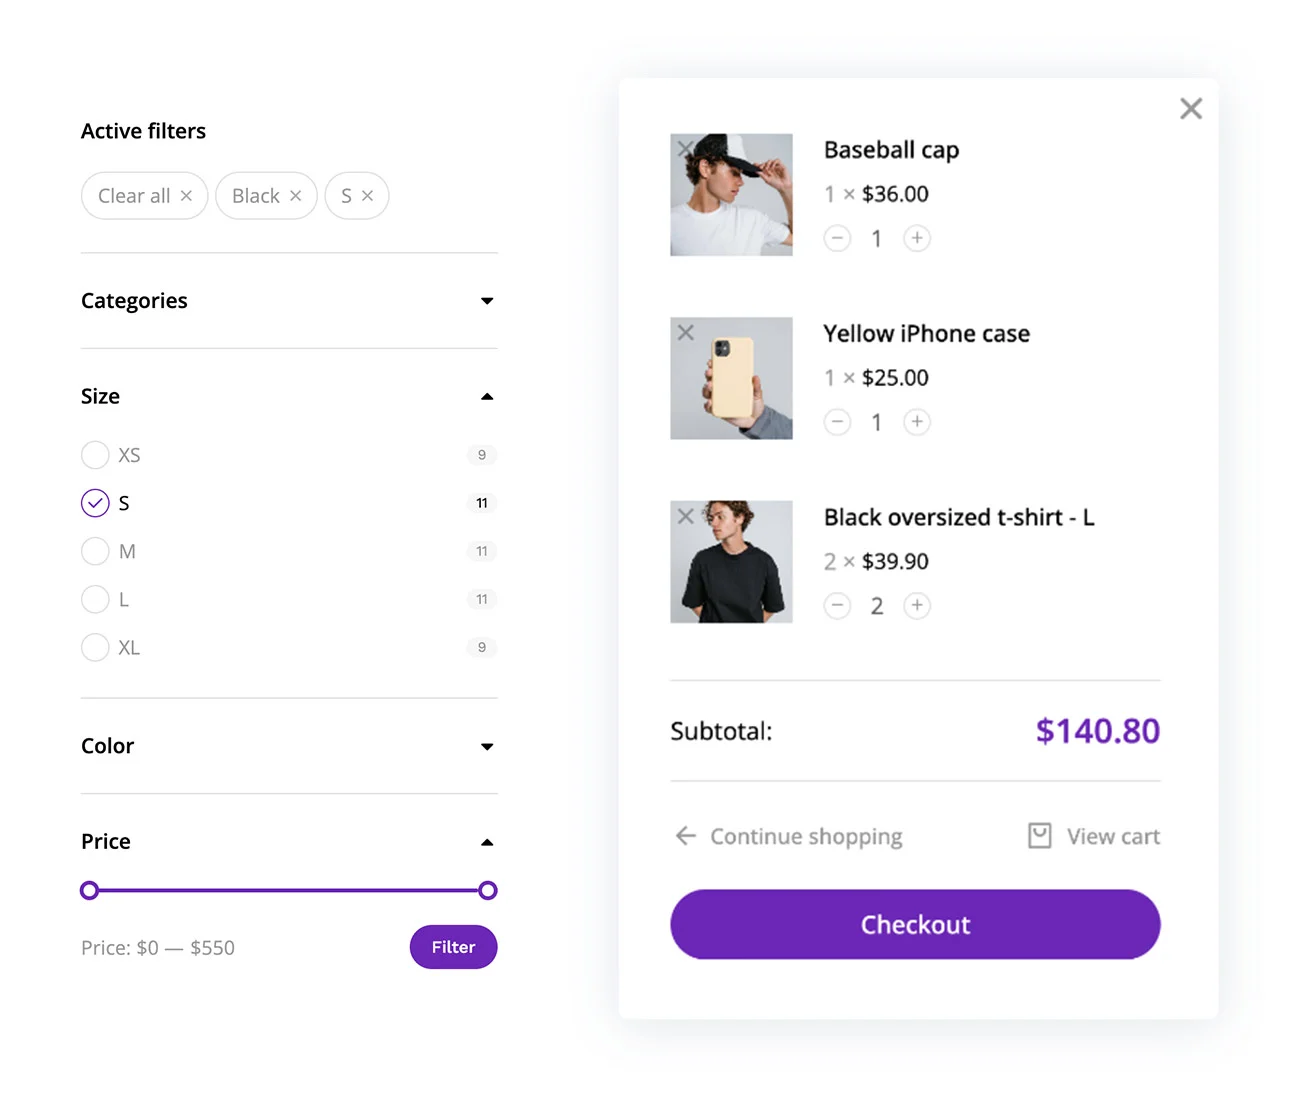 Active filters
Clear all ×
Black ×
S ×
Categories
Size
XS 9
S 11
M 11
L 11
XL 9
Color
Price
Price: $0 — $550
Filter
Baseball cap
1 × $36.00
− 1 +
Yellow iPhone case
1 × $25.00
− 1 +
Black oversized t-shirt - L
2 × $39.90
− 2 +
Subtotal: $140.80
← Continue shopping
View cart
Checkout